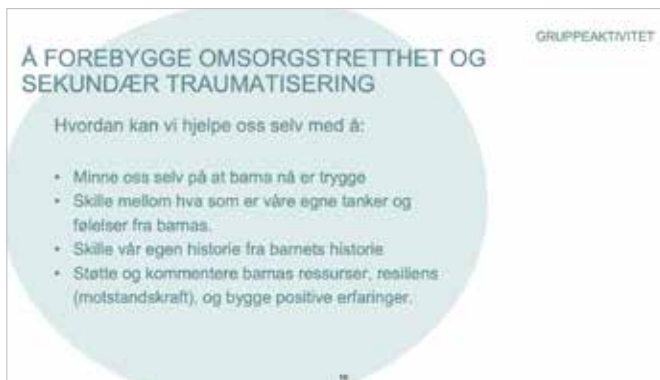 GRUPPEAKTIVITET
Å FOREBYGGE OMSORGSTRETTHET OG
SEKUNDÆR TRAUMATISERING
Hvordan kan vi hjelpe oss selv med å:
• Minne oss selv på at barna nå er trygge
• Skille mellom hva som er våre egne tanker og
følelser fra barnas.
• Skille vår egen historie fra barnets historie
• Støtte og kommentere barnas ressurser, resiliens
(motstandskraft), og bygge positive erfaringer.